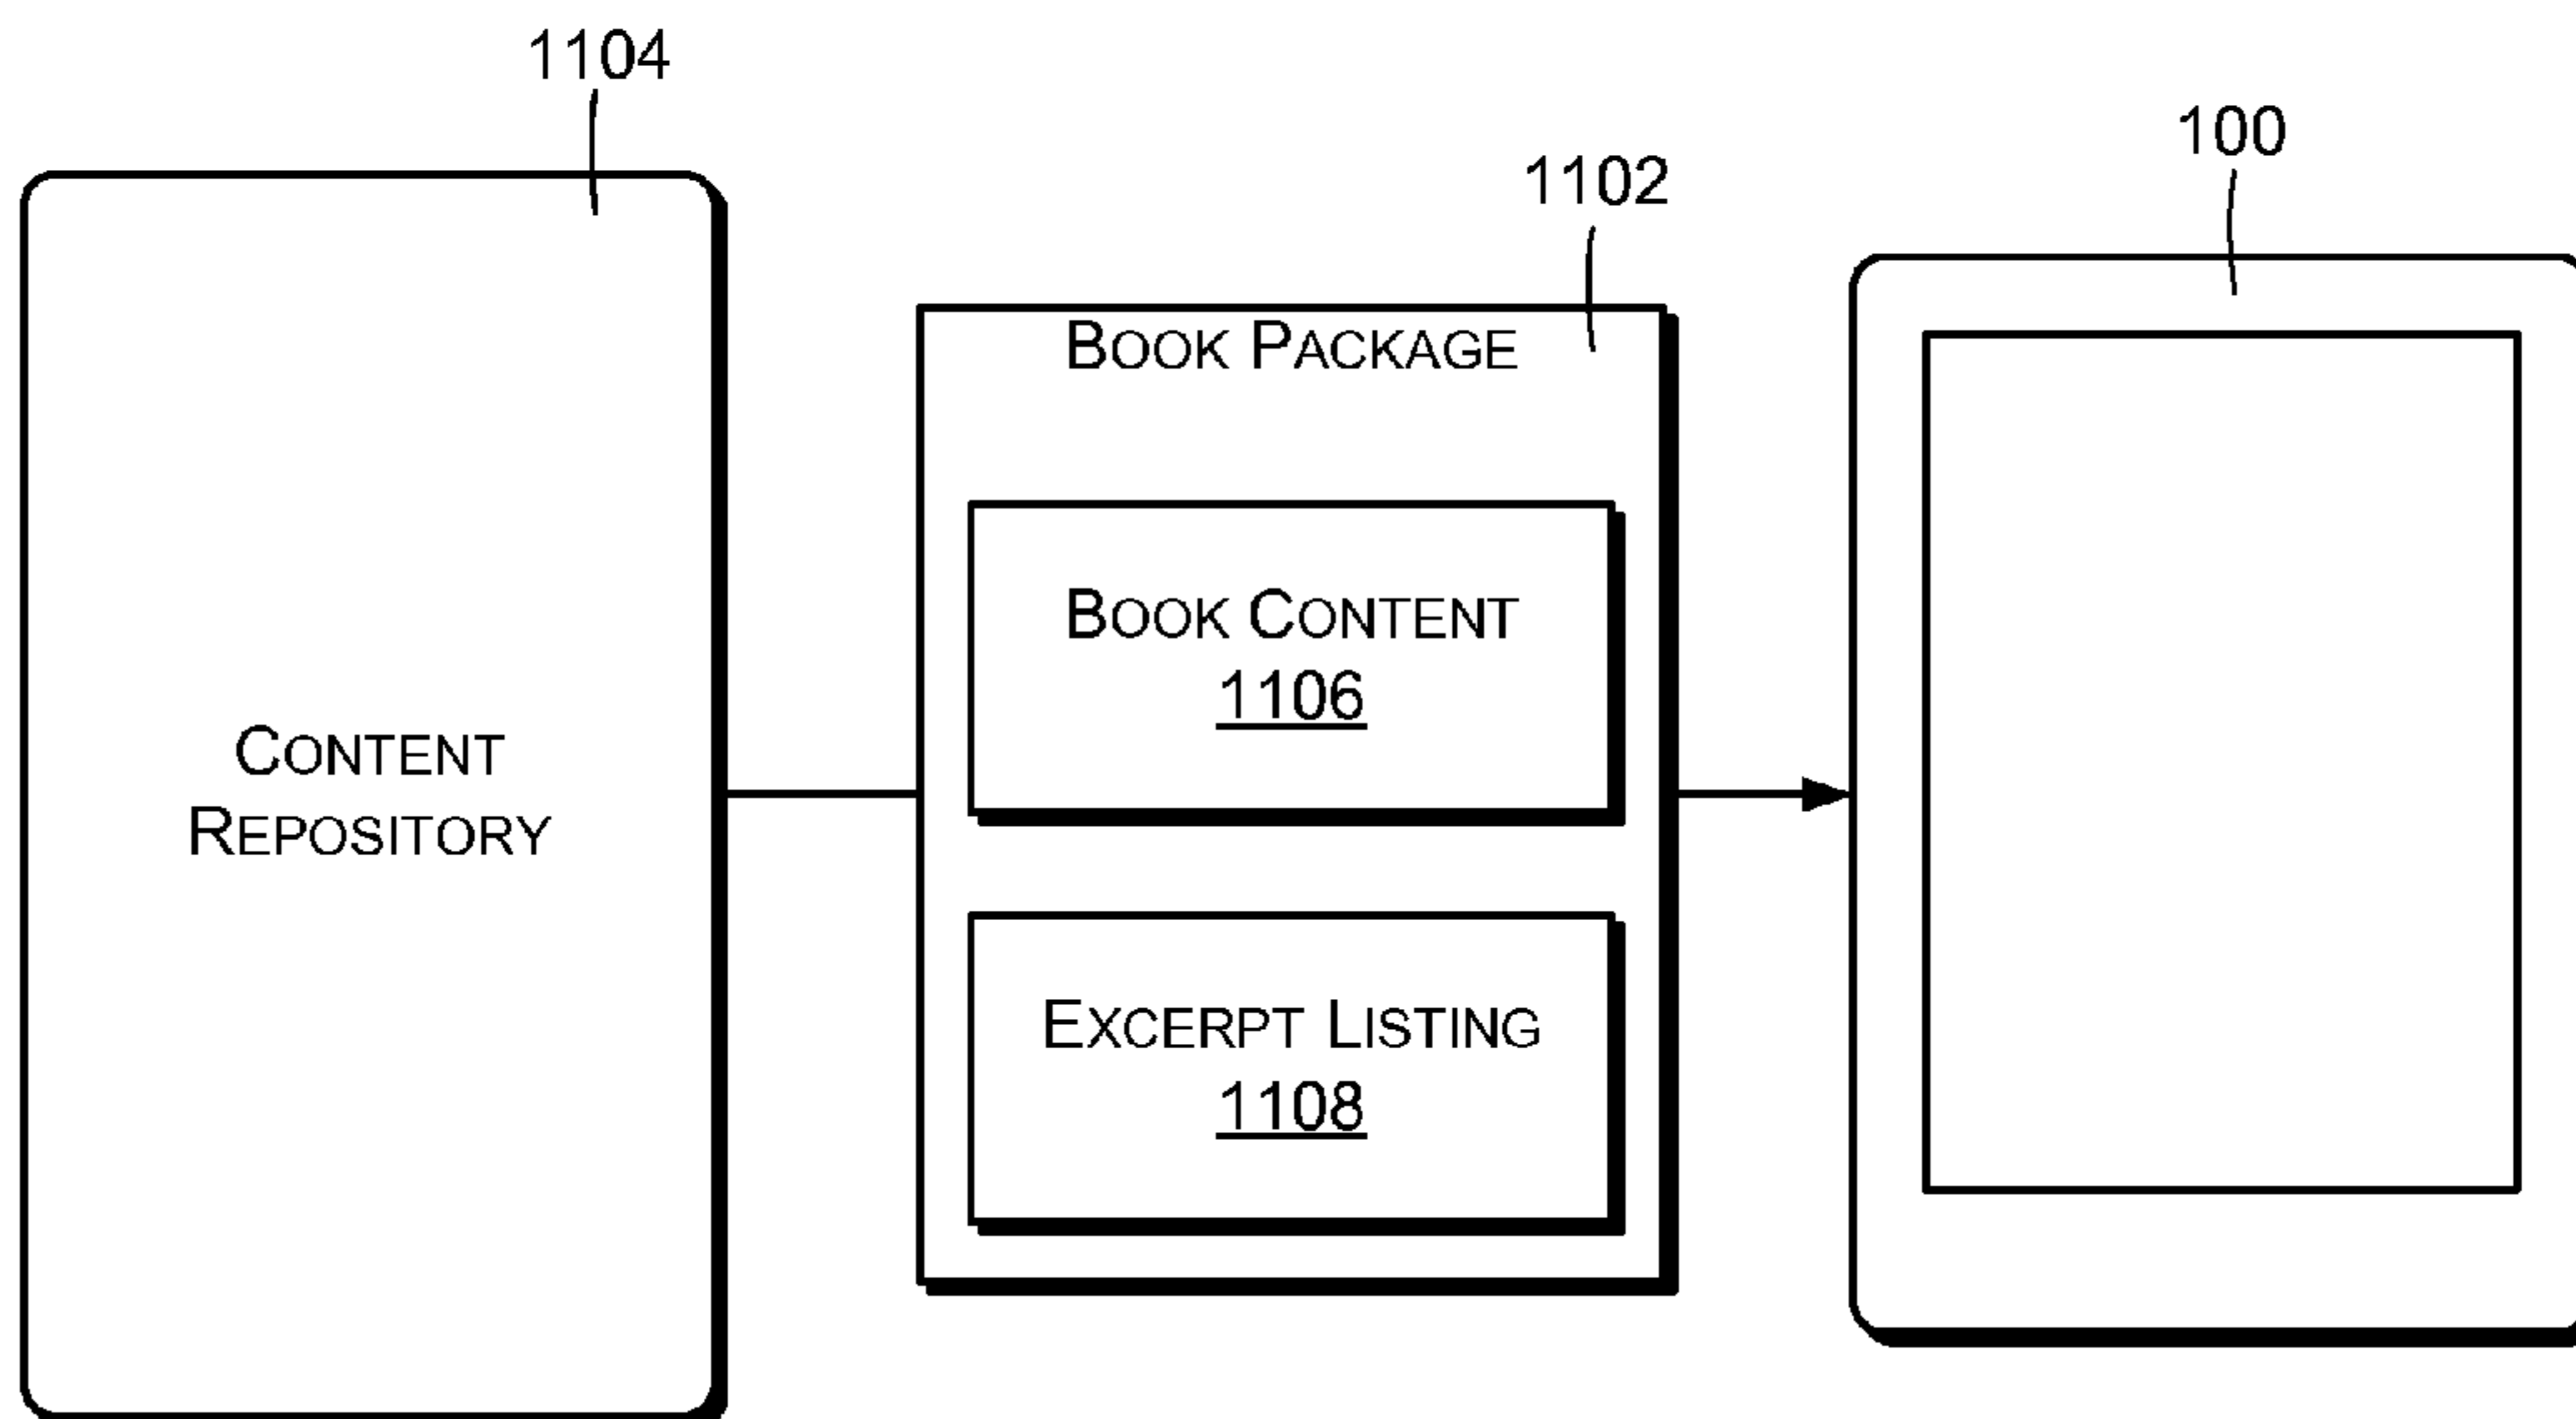 1104
100
1102
BOOK PACKAGE
BOOK CONTENT
1106
CONTENT
REPOSITORY
EXCERPT LISTING
1108